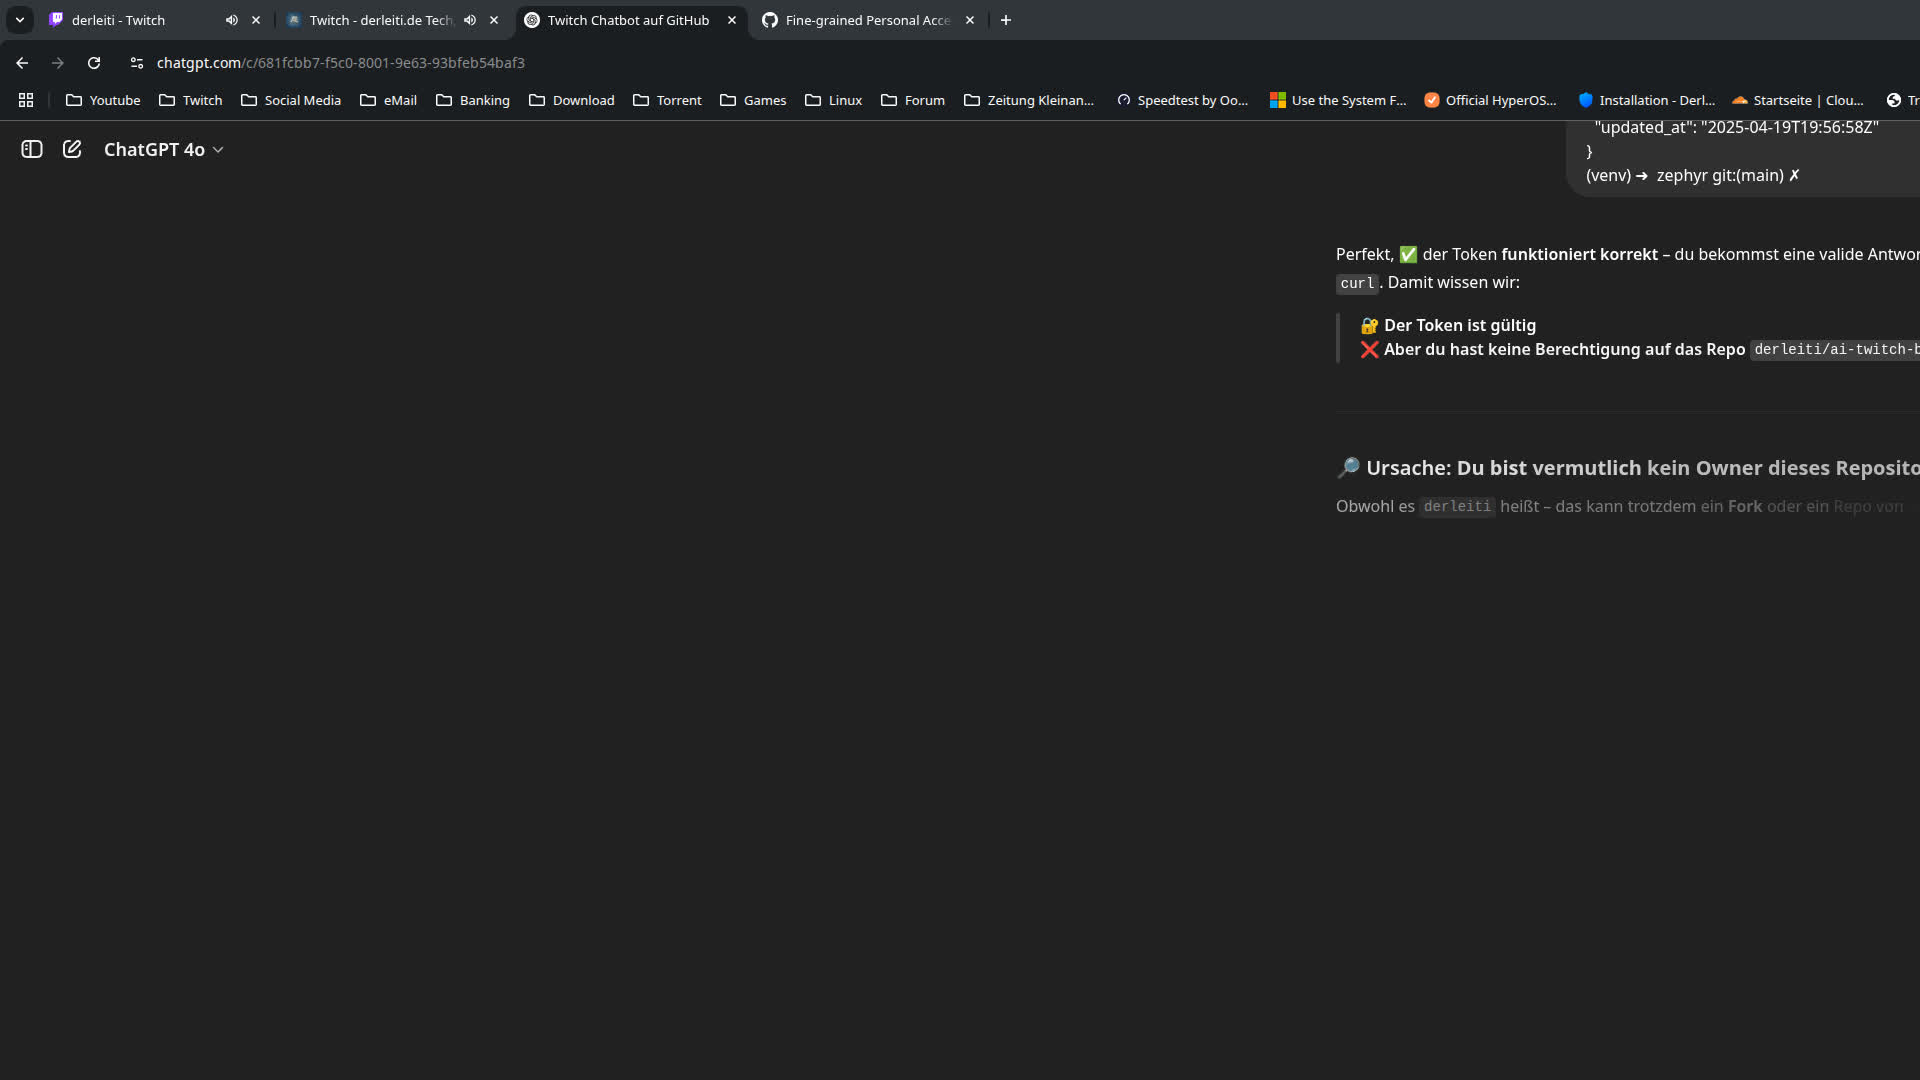 derleiti - Twitch
Twitch - derleiti.de Tech
Twitch Chatbot auf GitHub
Fine-grained Personal Acce
chatgpt.com/c/681fcbb7-f5c0-8001-9e63-93bfeb54baf3
Youtube
Twitch
Social Media
eMail
Banking
Download
Torrent
Games
Linux
Forum
Zeitung Kleinan...
Speedtest by Oo...
Use the System F...
Official HyperOS...
Installation - Derl...
Startseite | Clou...
Tr
ChatGPT 4o
"updated_at": "2025-04-19T19:56:58Z"
}
(venv) ➜ zephyr git:(main) ✗
Perfekt, ✅ der Token funktioniert korrekt – du bekommst eine valide Antwor
curl. Damit wissen wir:
🔐 Der Token ist gültig
❌ Aber du hast keine Berechtigung auf das Repo derleiti/ai-twitch-b
🔎 Ursache: Du bist vermutlich kein Owner dieses Reposito
Obwohl es derleiti heißt – das kann trotzdem ein Fork oder ein Repo von